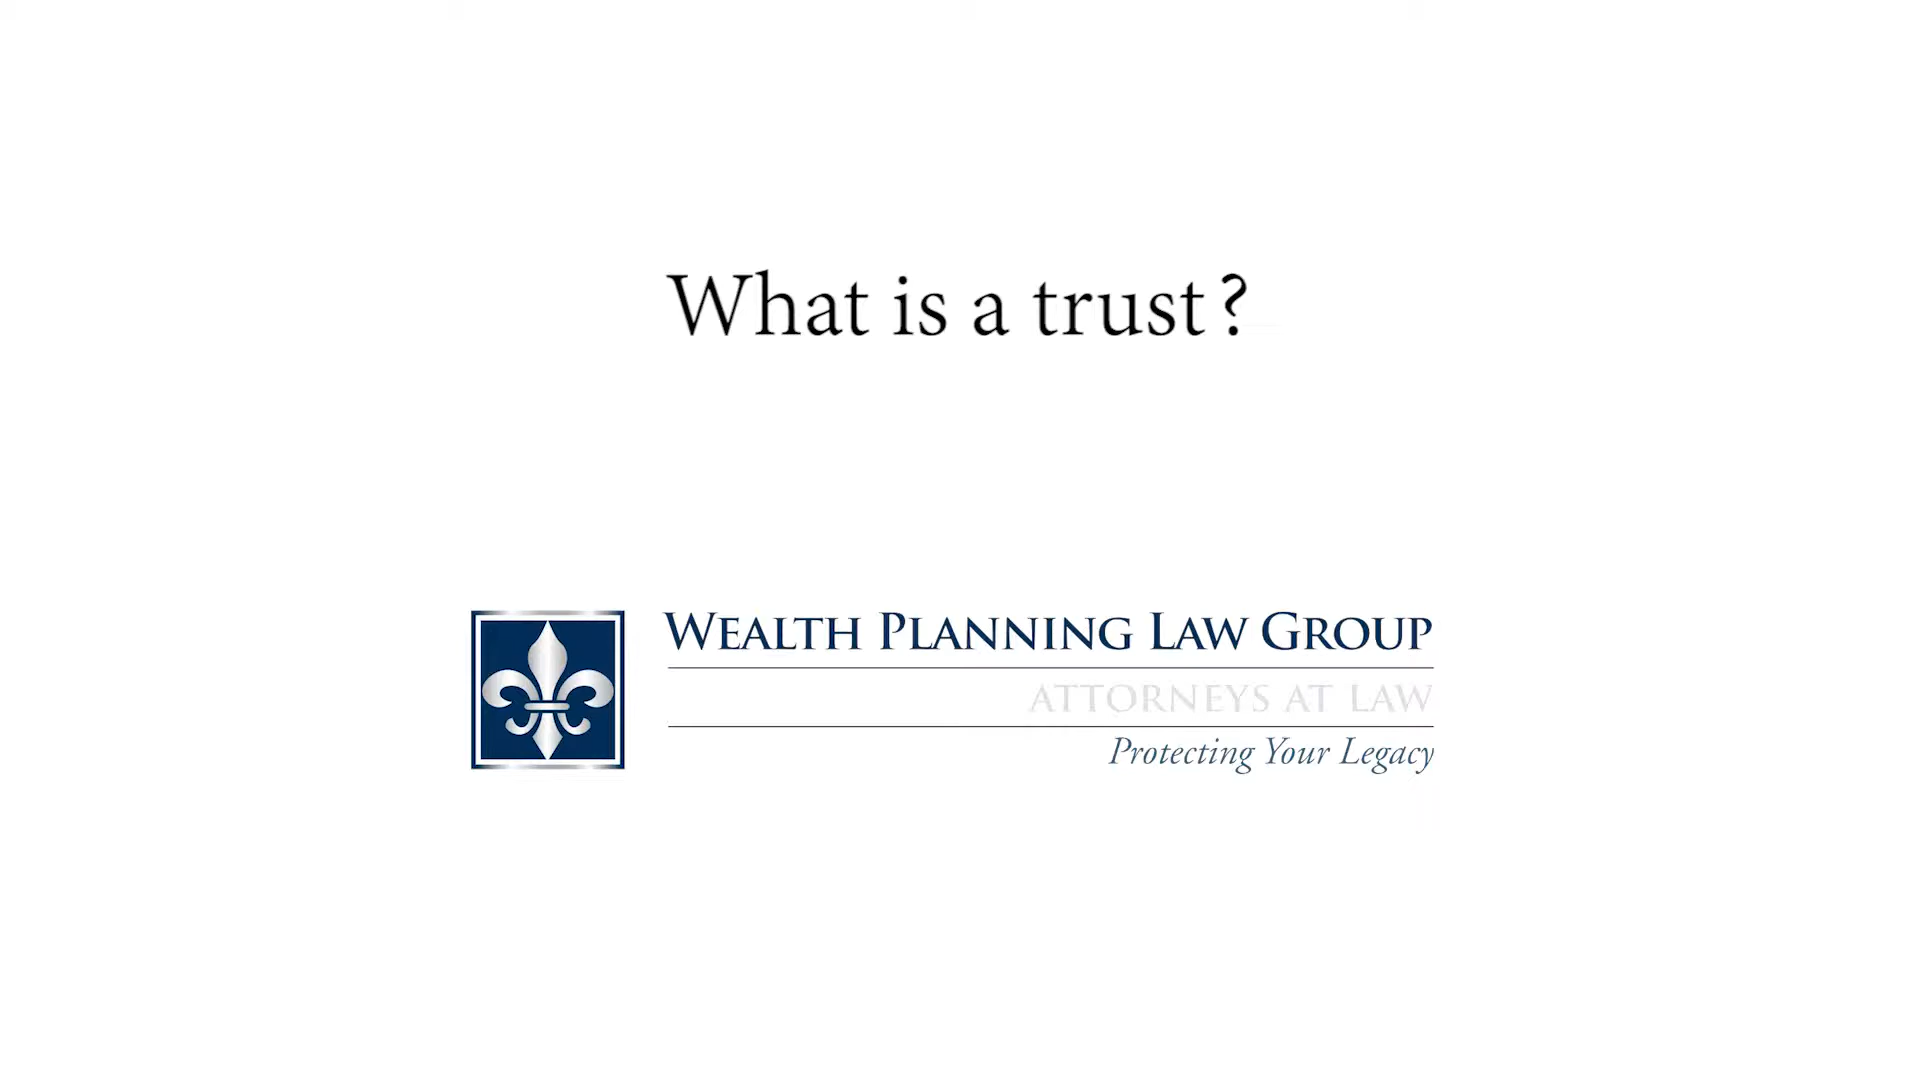 What is a trust?
WEALTH PLANNING LAW GROUP
ATTORNEYS AT LAW
Protecting Your Legacy